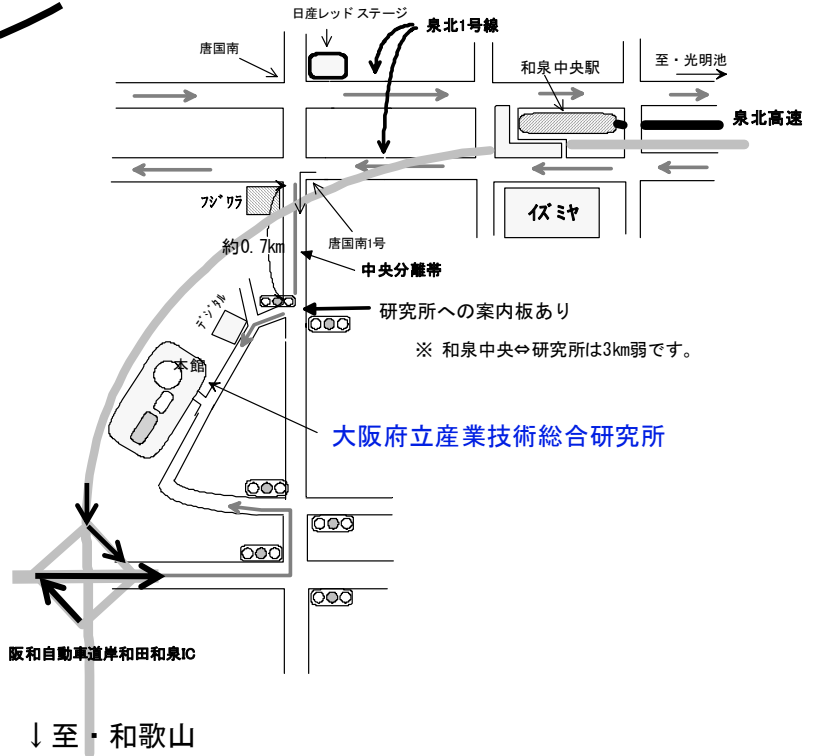 日産レッド ステージ
泉北1号線
唐国南
和泉中央駅
至・光明池
泉北高速
ﾌｼﾞﾜﾗ
ｲｽﾞﾐﾔ
約0.7km
唐国南1号
中央分離帯
ﾃﾞｼﾞﾀﾙ
研究所への案内板あり
※ 和泉中央⇔研究所は3km弱です。
本館
大阪府立産業技術総合研究所
阪和自動車道岸和田和泉IC
↓至・和歌山